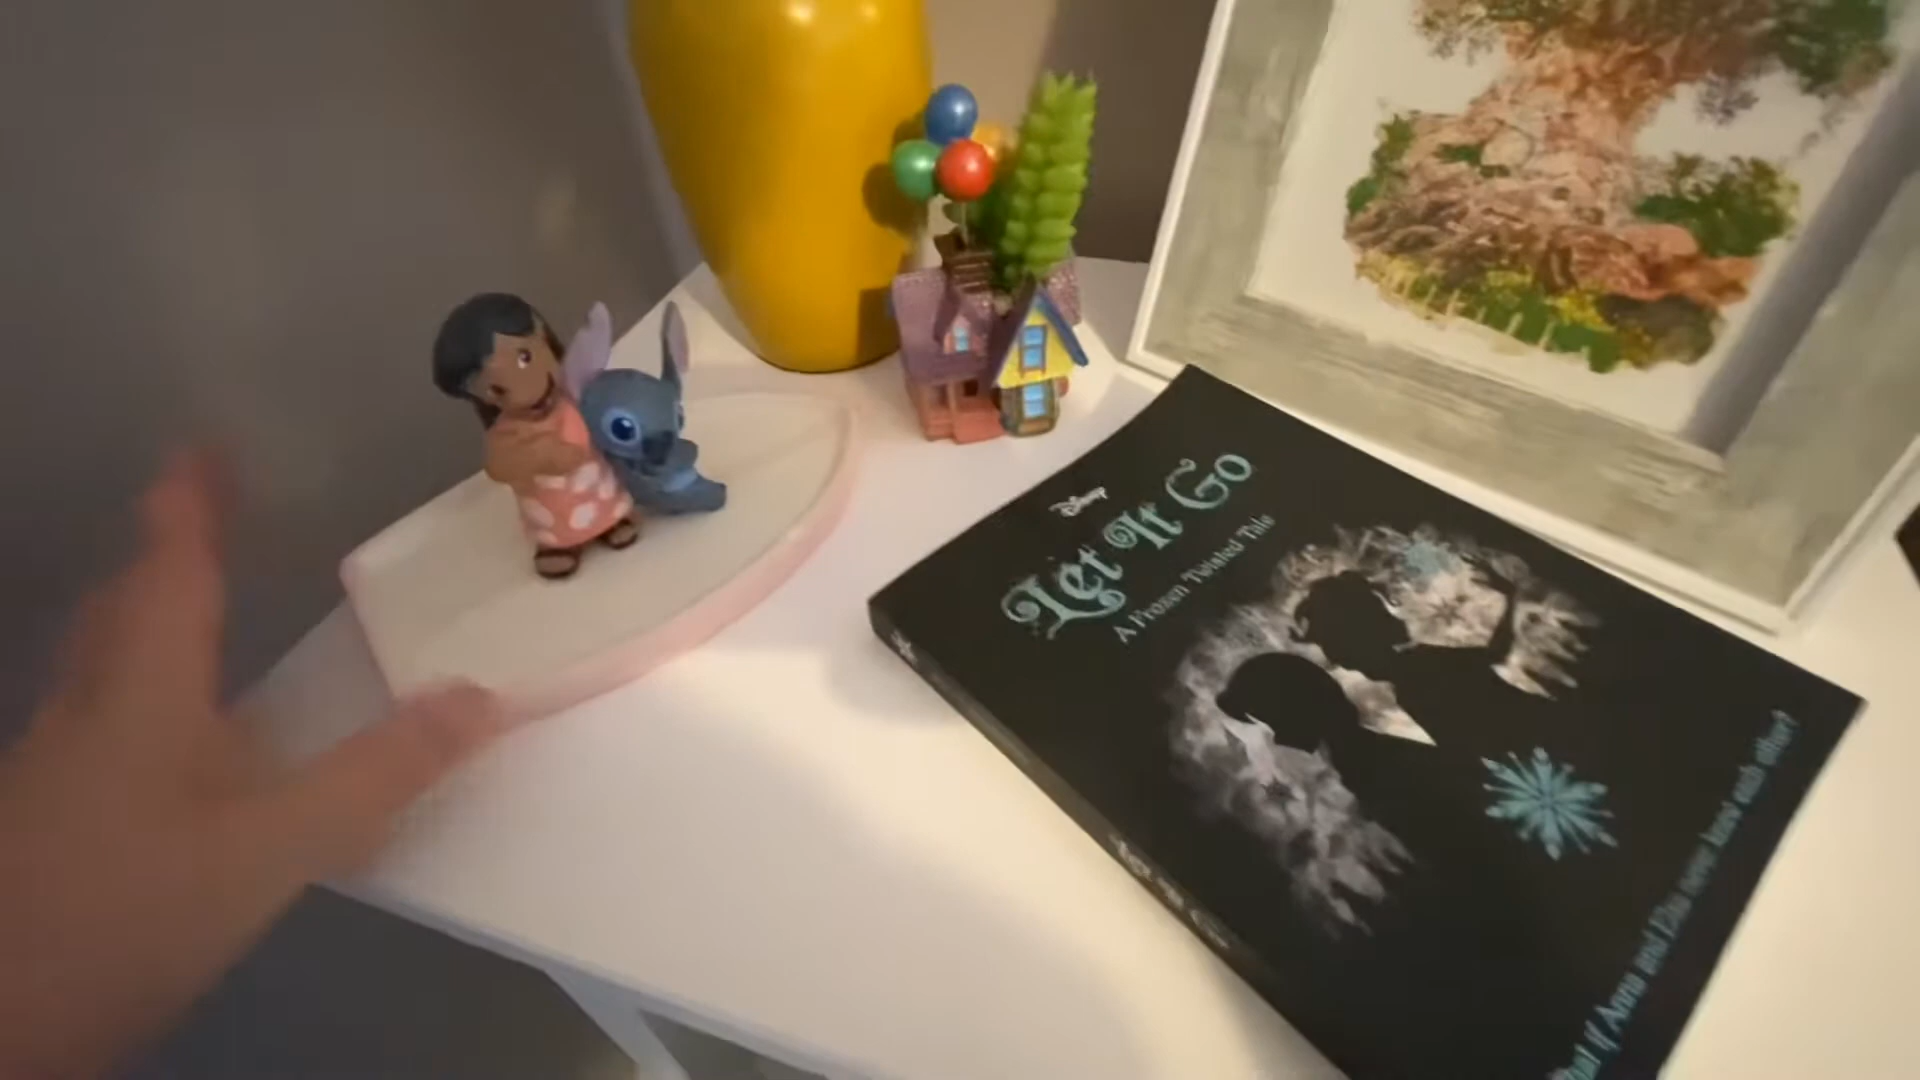 Disney
Let It Go
A Frozen Twisted Tale
What if Anna and Elsa never knew each other?